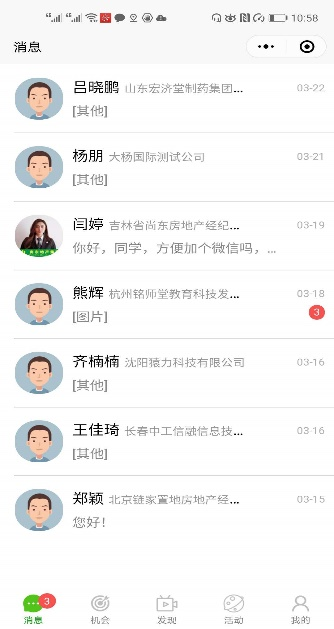 10:58
消息
吕晓鹏 山东宏济堂制药集团... 03-22
[其他]
杨朋 大杨国际测试公司 03-21
[其他]
闫婷 吉林省尚东房地产经纪... 03-19
你好，同学，方便加个微信吗，...
熊辉 杭州铭师堂教育科技发... 03-18
[图片] 3
齐楠楠 沈阳猿力科技有限公司 03-16
[其他]
王佳琦 长春中工信融信息技... 03-16
[其他]
郑颖 北京链家置地房地产经... 03-15
您好！
3
消息 机会 发现 活动 我的